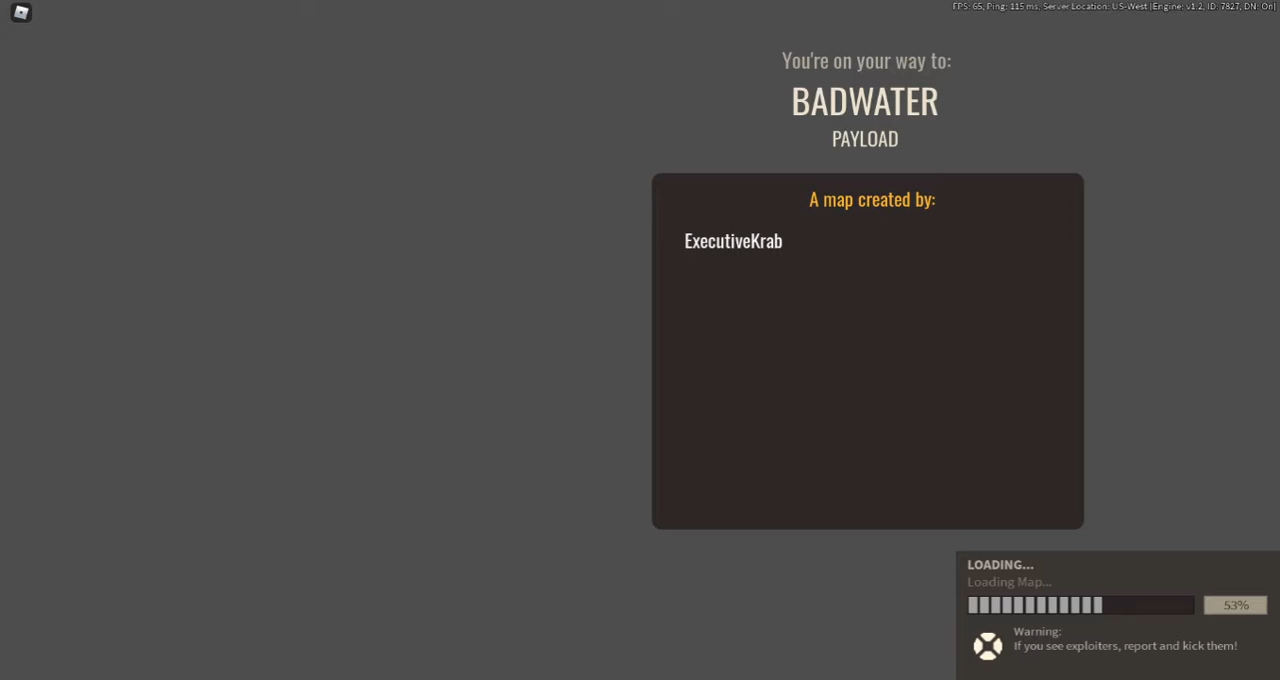 FPS: 65, Ping: 115 ms, Server Location: US-West [Engine: v1.2, ID: 7827, DN: On]
You're on your way to:
BADWATER
PAYLOAD
A map created by:
ExecutiveKrab
LOADING...
Loading Map...
53%
Warning:
If you see exploiters, report and kick them!